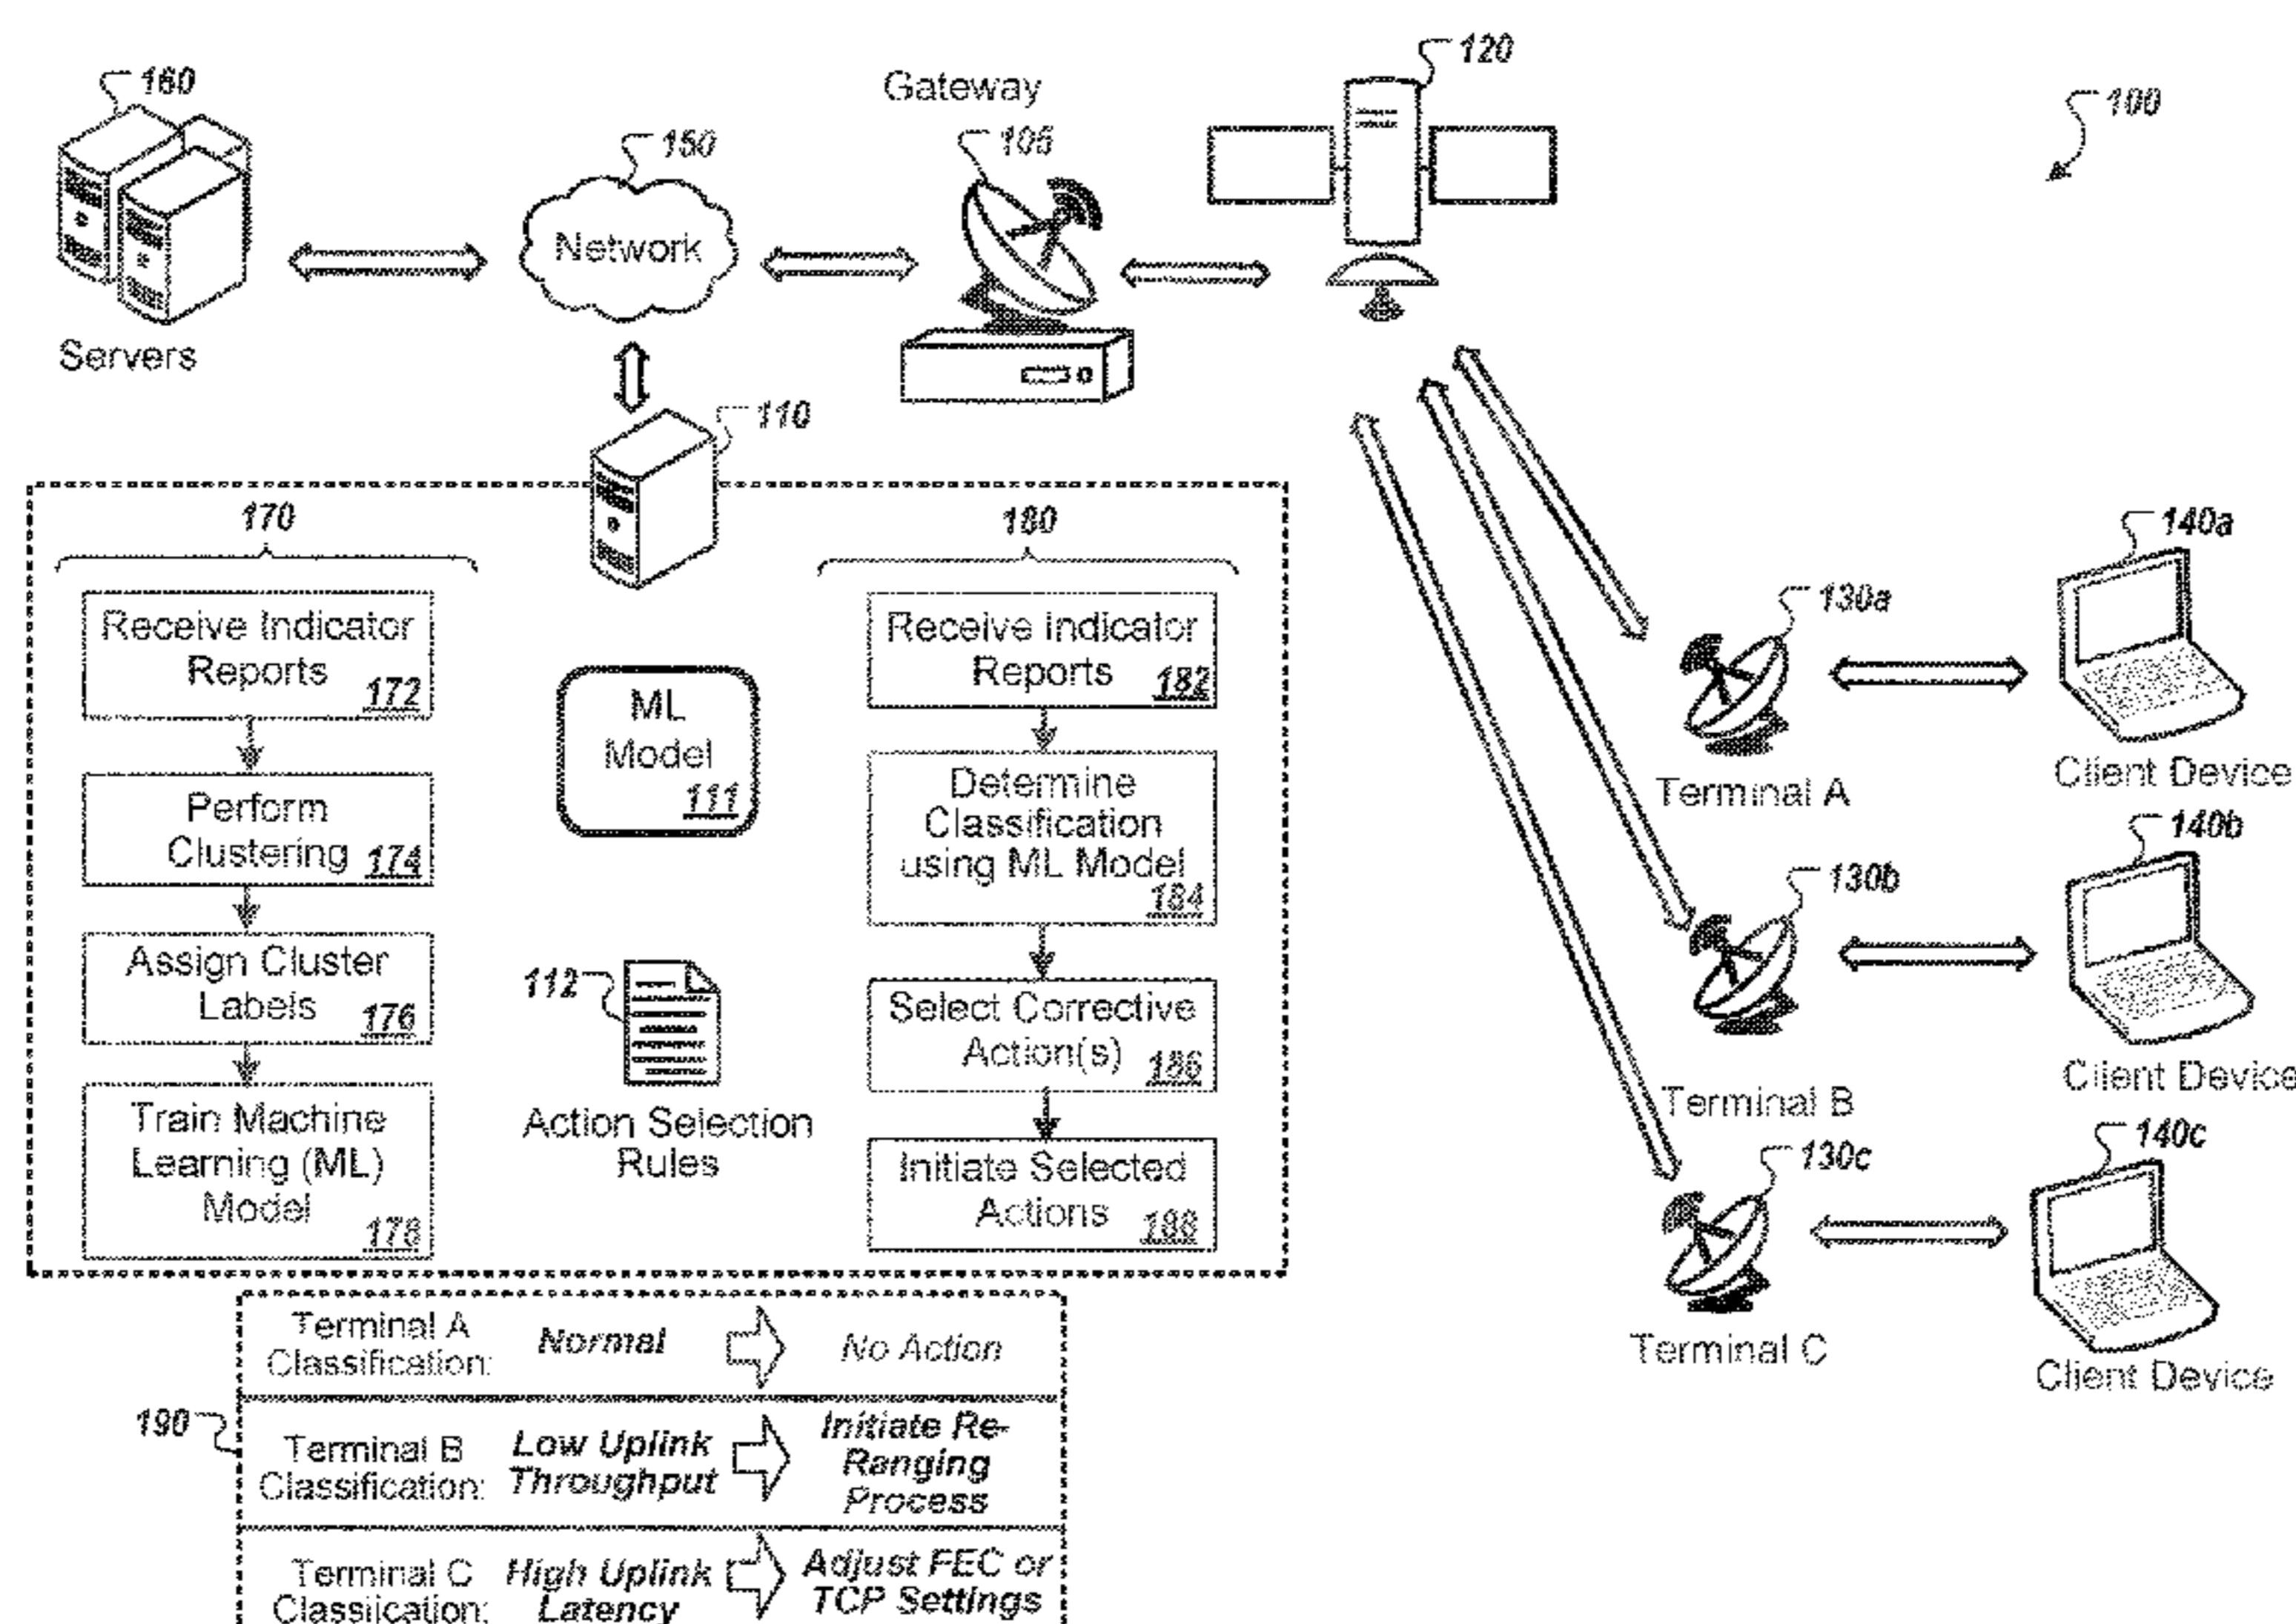 160
Servers
150
Network
Gateway
105
120
100
110
170
Receive Indicator
Reports 172
Perform
Clustering 174
Assign Cluster
Labels 176
Train Machine
Learning (ML)
Model 178
ML
Model
111
112
Action Selection
Rules
180
Receive Indicator
Reports 182
Determine
Classification
using ML Model
184
Select Corrective
Action(s) 186
Initiate Selected
Actions 188
130a
Terminal A
140a
Client Device
130b
Terminal B
140b
Client Device
130c
Terminal C
140c
Client Device
190
Terminal A
Classification:
Normal
No Action
Terminal B
Classification:
Low Uplink
Throughput
Initiate Re-
Ranging
Process
Terminal C
Classification:
High Uplink
Latency
Adjust FEC or
TCP Settings